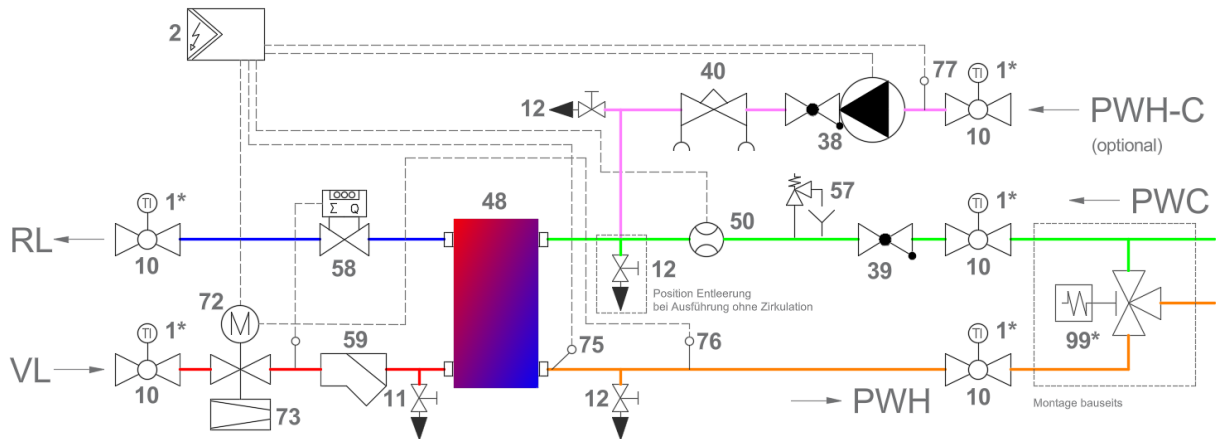 2
40
77
TI
1*
12
38
10
PWH-C
(optional)
TI
1*
Σ Q
48
57
PWC
TI
1*
RL
50
10
58
12
39
10
Position Entleerung
bei Ausführung ohne Zirkulation
72
M
99*
TI
1*
59
75
76
TI
1*
VL
10
11
12
10
73
PWH
Montage bauseits